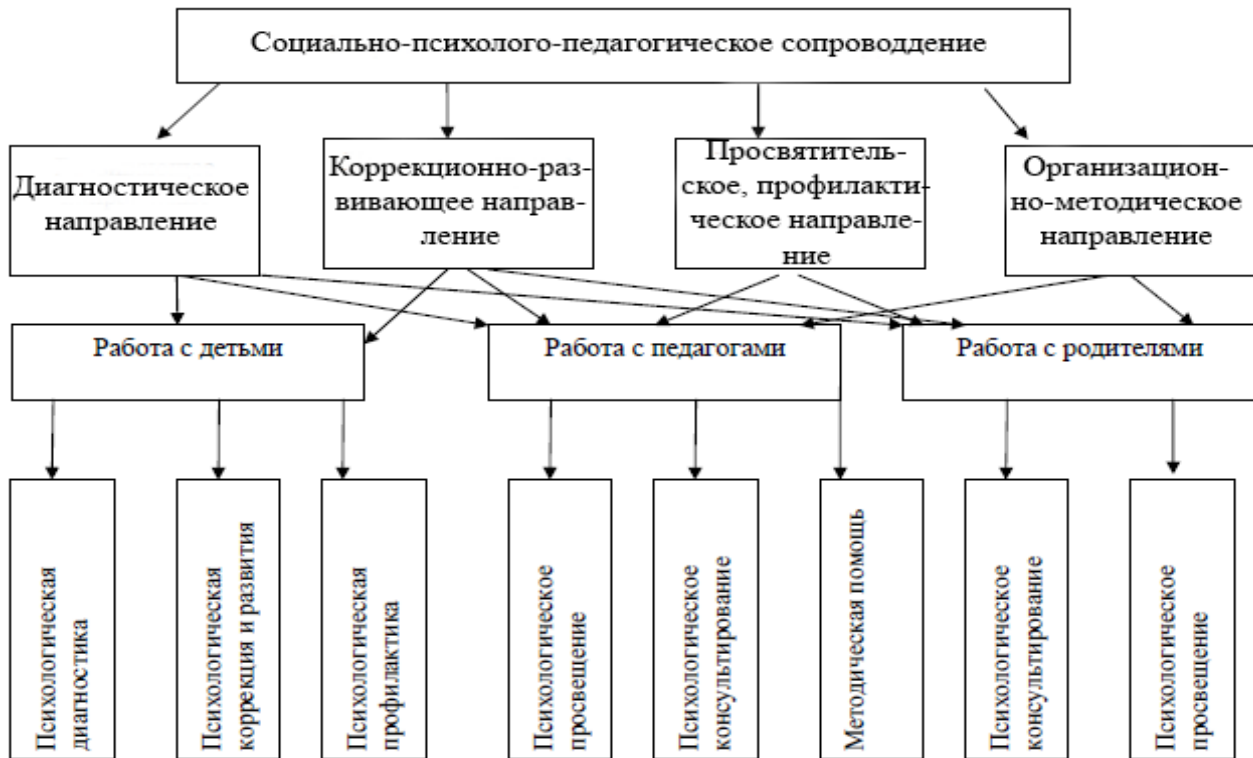 Социально-психолого-педагогическое сопроводдение
Диагностическое
направление
Коррекционно-раз-
вивающее направ-
ление
Просвятитель-
ское, профилакти-
ческое направле-
ние
Организацион-
но-методическое
направление
Работа с детьми
Работа с педагогами
Работа с родителями
Психологическая
диагностика
Психологическая
коррекция и развития
Психологическая
профилактика
Психологическое
просвещение
Психологическое
консультирование
Методическая помощь
Психологическое
консультирование
Психологическое
просвещение